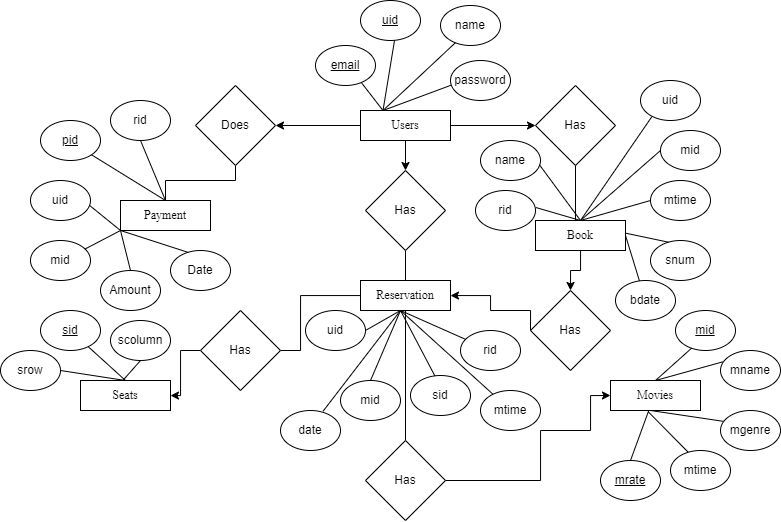 uid
name
email
password
uid
rid
Does
Users
Has
pid
name
mid
uid
Payment
rid
Has
mtime
Book
mid
Date
snum
Amount
bdate
Reservation
sid
scolumn
uid
Has
mid
srow
Has
rid
mname
Seats
mid
sid
mtime
Movies
date
mgenre
Has
mrate
mtime